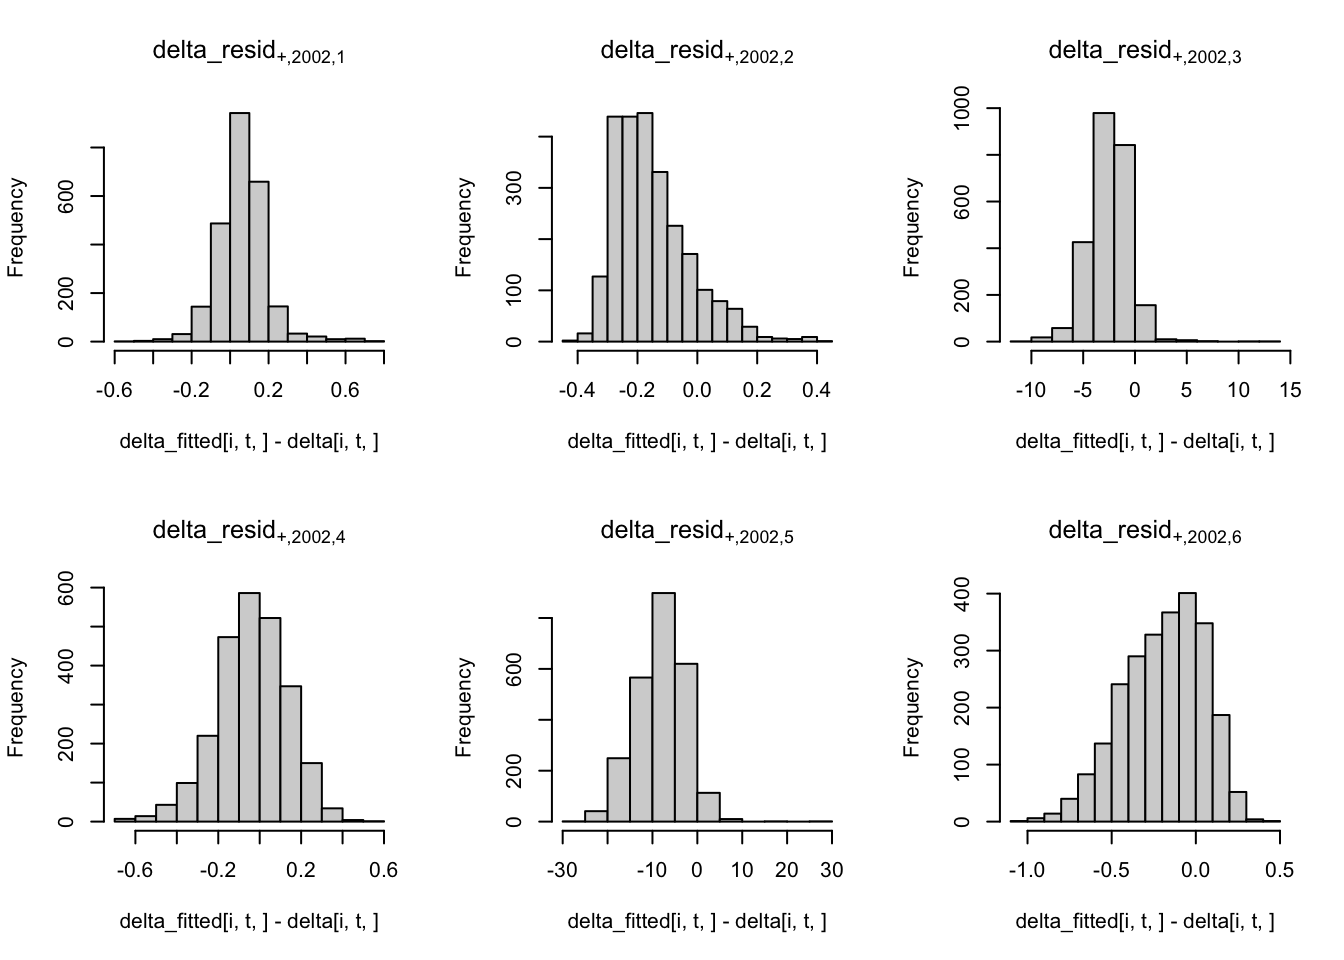 delta_resid+,2002,1
Frequency
0 200 600
-0.6 -0.2 0.2 0.6
delta_fitted[i, t, ] - delta[i, t, ]
delta_resid+,2002,2
Frequency
0 100 300
-0.4 -0.2 0.0 0.2 0.4
delta_fitted[i, t, ] - delta[i, t, ]
delta_resid+,2002,3
Frequency
0 200 600 1000
-10 -5 0 5 10 15
delta_fitted[i, t, ] - delta[i, t, ]
delta_resid+,2002,4
Frequency
0 200 400 600
-0.6 -0.2 0.2 0.6
delta_fitted[i, t, ] - delta[i, t, ]
delta_resid+,2002,5
Frequency
0 200 600
-30 -10 0 10 20 30
delta_fitted[i, t, ] - delta[i, t, ]
delta_resid+,2002,6
Frequency
0 100 200 300 400
-1.0 -0.5 0.0 0.5
delta_fitted[i, t, ] - delta[i, t, ]